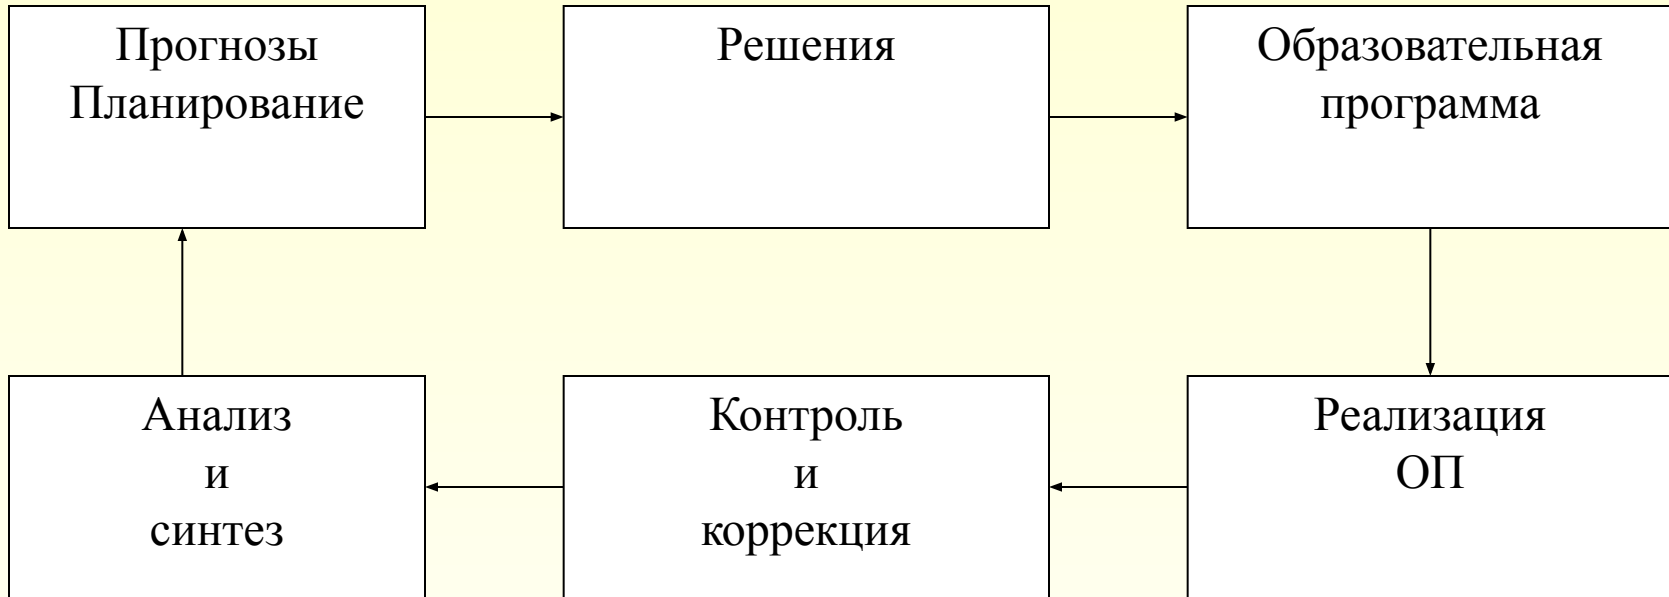 Прогнозы
Планирование
Решения
Образовательная
программа
Анализ
и
синтез
Контроль
и
коррекция
Реализация
ОП